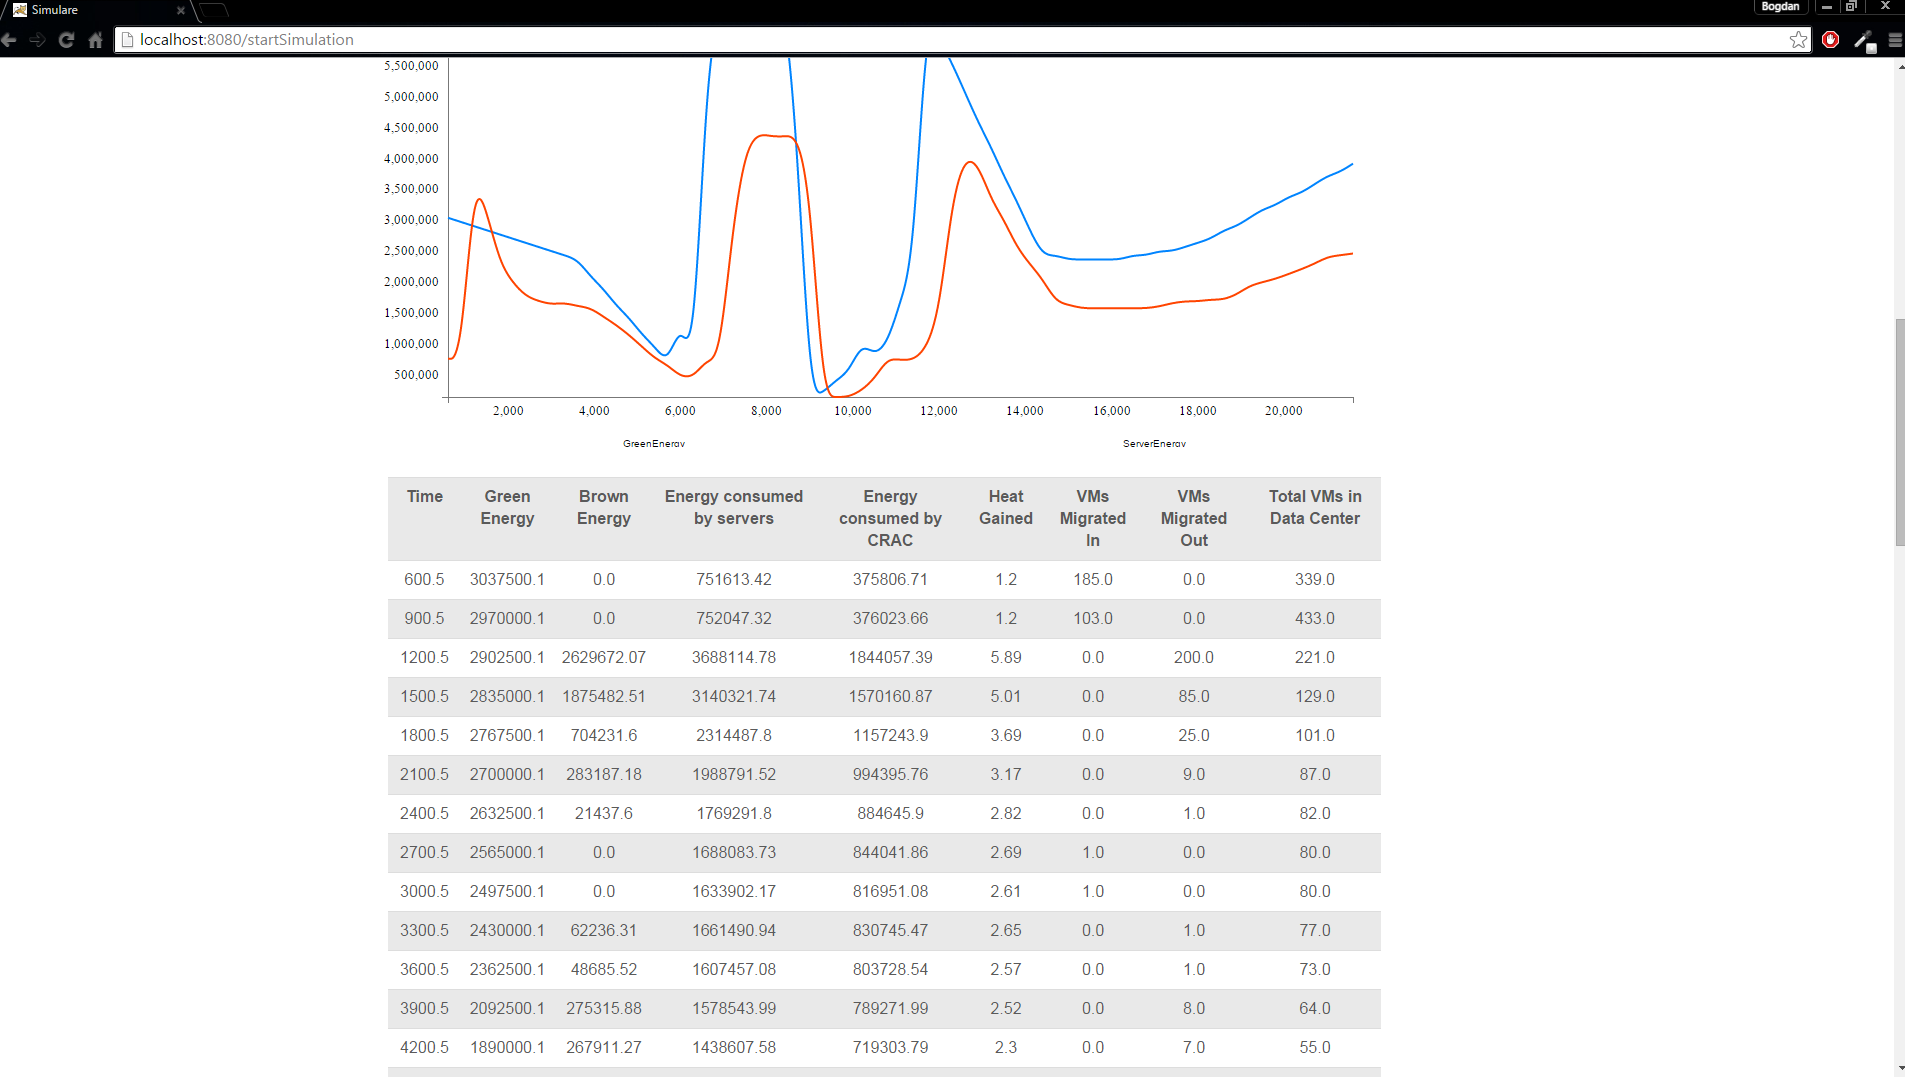 Simulare
Bogdan
localhost:8080/startSimulation
5,500,000
5,000,000
4,500,000
4,000,000
3,500,000
3,000,000
2,500,000
2,000,000
1,500,000
1,000,000
500,000
2,000 4,000 6,000 8,000 10,000 12,000 14,000 16,000 18,000 20,000
GreenEnergy ServerEnergy
Time Green Brown Energy consumed Energy Heat VMs VMs Total VMs in
Energy Energy by servers consumed by Gained Migrated Migrated Data Center
CRAC In Out
600.5 3037500.1 0.0 751613.42 375806.71 1.2 185.0 0.0 339.0
900.5 2970000.1 0.0 752047.32 376023.66 1.2 103.0 0.0 433.0
1200.5 2902500.1 2629672.07 3688114.78 1844057.39 5.89 0.0 200.0 221.0
1500.5 2835000.1 1875482.51 3140321.74 1570160.87 5.01 0.0 85.0 129.0
1800.5 2767500.1 704231.6 2314487.8 1157243.9 3.69 0.0 25.0 101.0
2100.5 2700000.1 283187.18 1988791.52 994395.76 3.17 0.0 9.0 87.0
2400.5 2632500.1 21437.6 1769291.8 884645.9 2.82 0.0 1.0 82.0
2700.5 2565000.1 0.0 1688083.73 844041.86 2.69 1.0 0.0 80.0
3000.5 2497500.1 0.0 1633902.17 816951.08 2.61 1.0 0.0 80.0
3300.5 2430000.1 62236.31 1661490.94 830745.47 2.65 0.0 1.0 77.0
3600.5 2362500.1 48685.52 1607457.08 803728.54 2.57 0.0 1.0 73.0
3900.5 2092500.1 275315.88 1578543.99 789271.99 2.52 0.0 8.0 64.0
4200.5 1890000.1 267911.27 1438607.58 719303.79 2.3 0.0 7.0 55.0